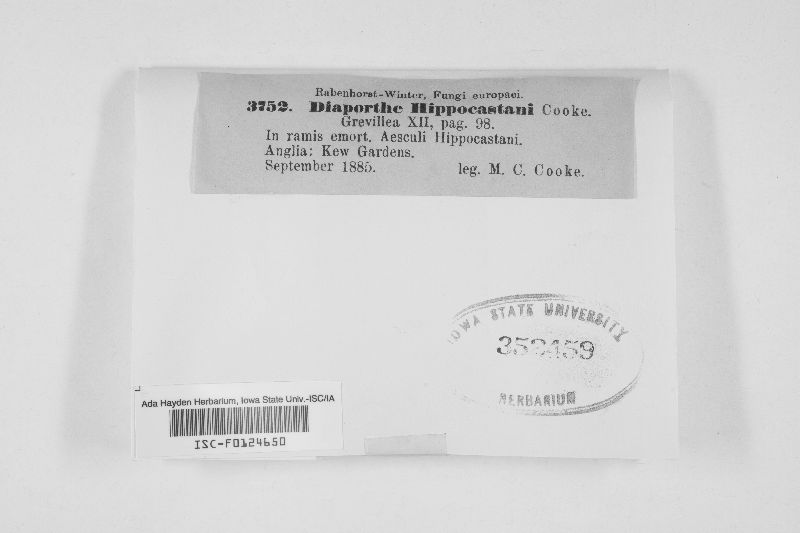 Rabenhorst-Winter, Fungi europaei.
3752. Diaporthe Hippocastani Cooke.
Grevillea XII, pag. 98.
In ramis emort. Aesculi Hippocastani.
Anglia: Kew Gardens.
September 1885. leg. M. C. Cooke.
IOWA STATE UNIVERSITY
352459
HERBARIUM
Ada Hayden Herbarium, Iowa State Univ.-ISC/IA
ISC-F0124650